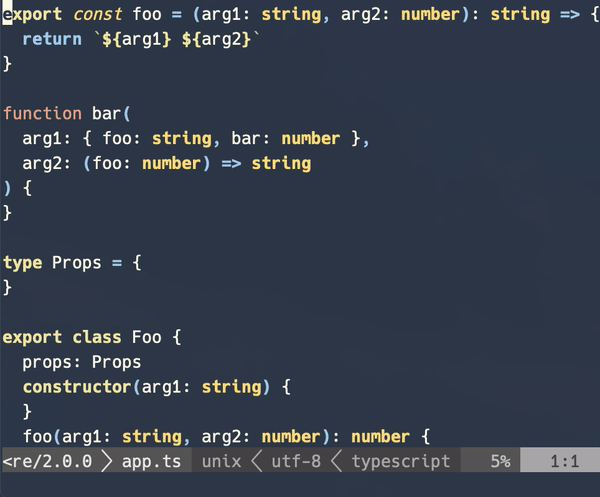 export const foo = (arg1: string, arg2: number): string => {
  return `${arg1} ${arg2}`
}

function bar(
  arg1: { foo: string, bar: number },
  arg2: (foo: number) => string
) {
}

type Props = {
}

export class Foo {
  props: Props
  constructor(arg1: string) {
  }
  foo(arg1: string, arg2: number): number {
<re/2.0.0 > app.ts unix < utf-8 < typescript 5% 1:1